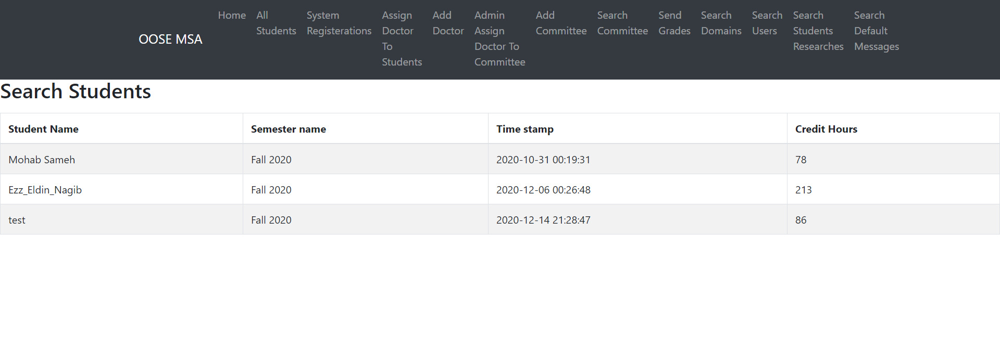 OOSE MSA
Home
All
Students
System
Registerations
Assign
Doctor
To
Students
Add
Doctor
Admin
Assign
Doctor To
Committee
Add
Committee
Search
Committee
Send
Grades
Search
Domains
Search
Users
Search
Students
Researches
Search
Default
Messages
Search Students
Student Name Semester name Time stamp Credit Hours
Mohab Sameh Fall 2020 2020-10-31 00:19:31 78
Ezz_Eldin_Nagib Fall 2020 2020-12-06 00:26:48 213
test Fall 2020 2020-12-14 21:28:47 86